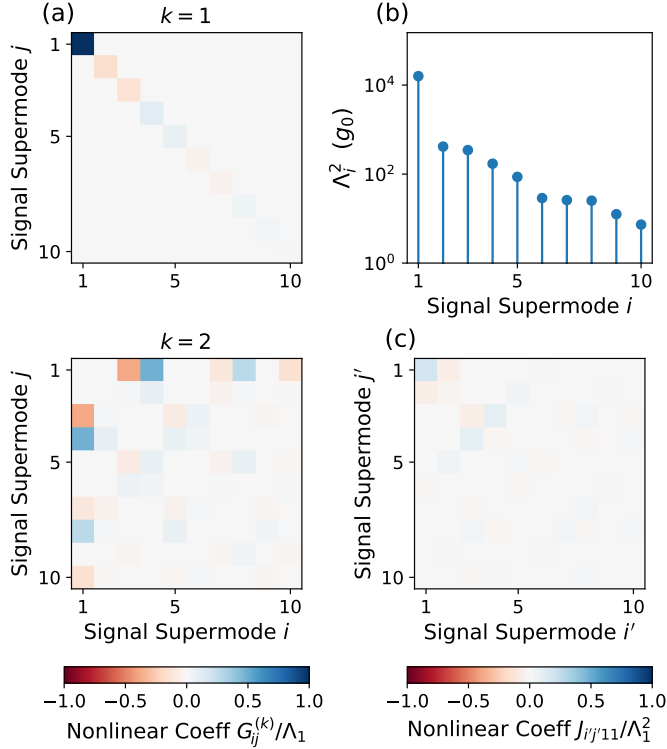 (a)
k = 1
Signal Supermode j
1
5
10
1
5
10
(b)
Λ_i^2 (g_0)
10^4
10^2
10^0
1
5
10
Signal Supermode i
k = 2
Signal Supermode j
1
5
10
1
5
10
Signal Supermode i
(c)
Signal Supermode j′
1
5
10
1
5
10
Signal Supermode i′
−1.0 −0.5 0.0 0.5 1.0
Nonlinear Coeff G_{ij}^{(k)}/Λ_1
−1.0 −0.5 0.0 0.5 1.0
Nonlinear Coeff J_{i′j′11}/Λ_1^2